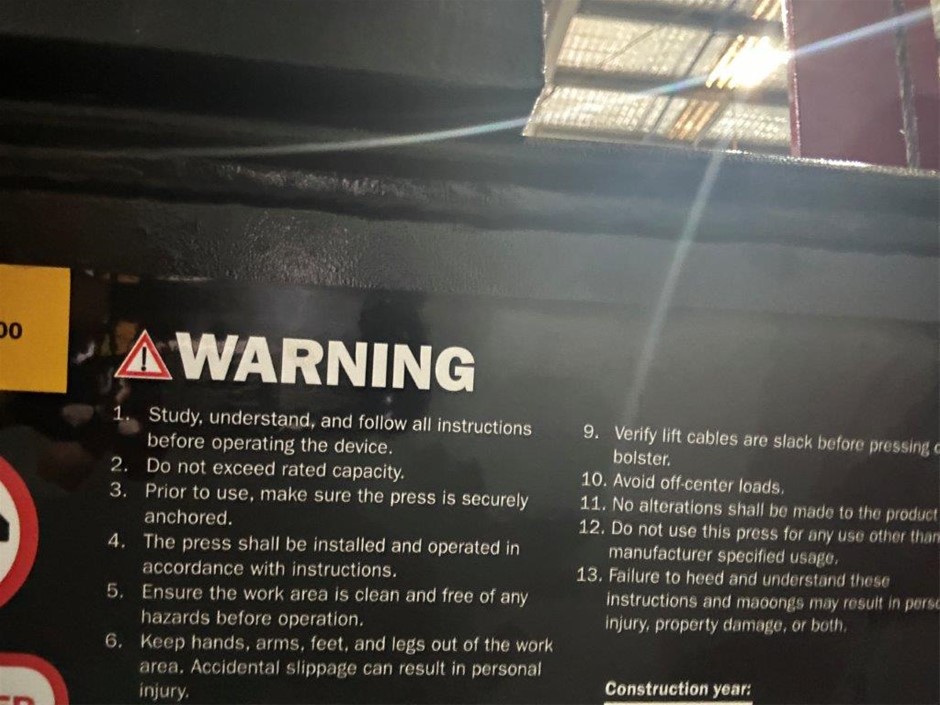 00
WARNING
1. Study, understand, and follow all instructions
before operating the device.
2. Do not exceed rated capacity.
3. Prior to use, make sure the press is securely
anchored.
4. The press shall be installed and operated in
accordance with instructions.
5. Ensure the work area is clean and free of any
hazards before operation.
6. Keep hands, arms, feet, and legs out of the work
area. Accidental slippage can result in personal
injury.
9. Verify lift cables are slack before pressing
bolster.
10. Avoid off-center loads.
11. No alterations shall be made to the product
12. Do not use this press for any use other than
manufacturer specified usage.
13. Failure to heed and understand these
instructions and maoongs may result in perso
injury, property damage, or both.
Construction year: